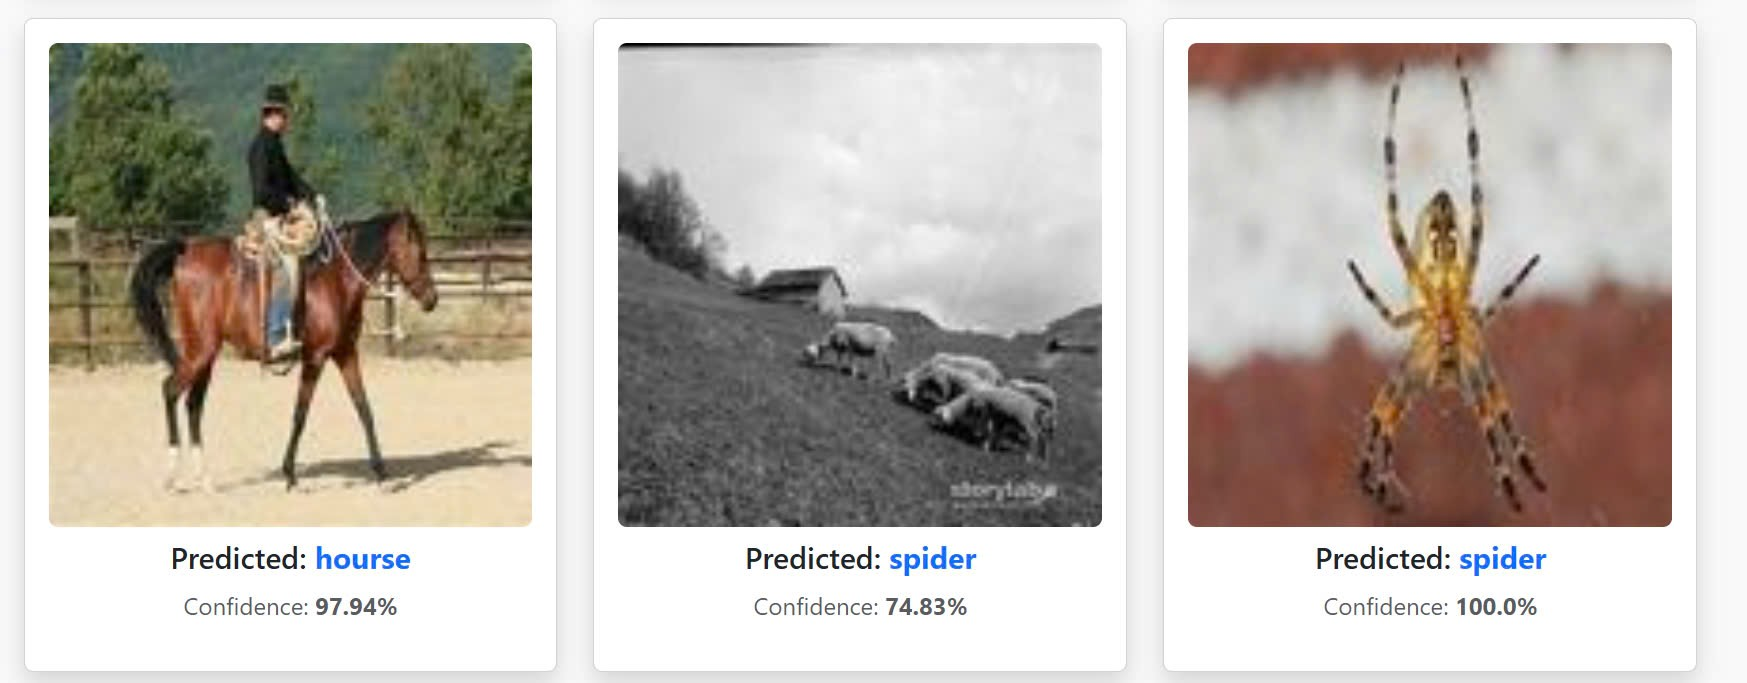 Predicted: hourse
Confidence: 97.94%
Predicted: spider
Confidence: 74.83%
Predicted: spider
Confidence: 100.0%